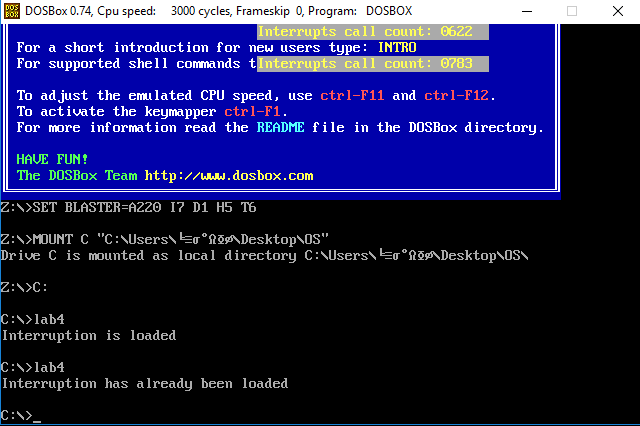 DOSBox 0.74, Cpu speed: 3000 cycles, Frameskip 0, Program: DOSBOX
Interrupts call count: 0622
For a short introduction for new users type: INTRO
For supported shell commands t Interrupts call count: 0783
To adjust the emulated CPU speed, use ctrl-F11 and ctrl-F12.
To activate the keymapper ctrl-F1.
For more information read the README file in the DOSBox directory.
HAVE FUN!
The DOSBox Team http://www.dosbox.com
Z:\>SET BLASTER=A220 I7 D1 H5 T6
Z:\>MOUNT C "C:\Users\╘≡σ°ΩΦφ\Desktop\OS"
Drive C is mounted as local directory C:\Users\╘≡σ°ΩΦφ\Desktop\OS\
Z:\>C:
C:\>lab4
Interruption is loaded
C:\>lab4
Interruption has already been loaded
C:\>_